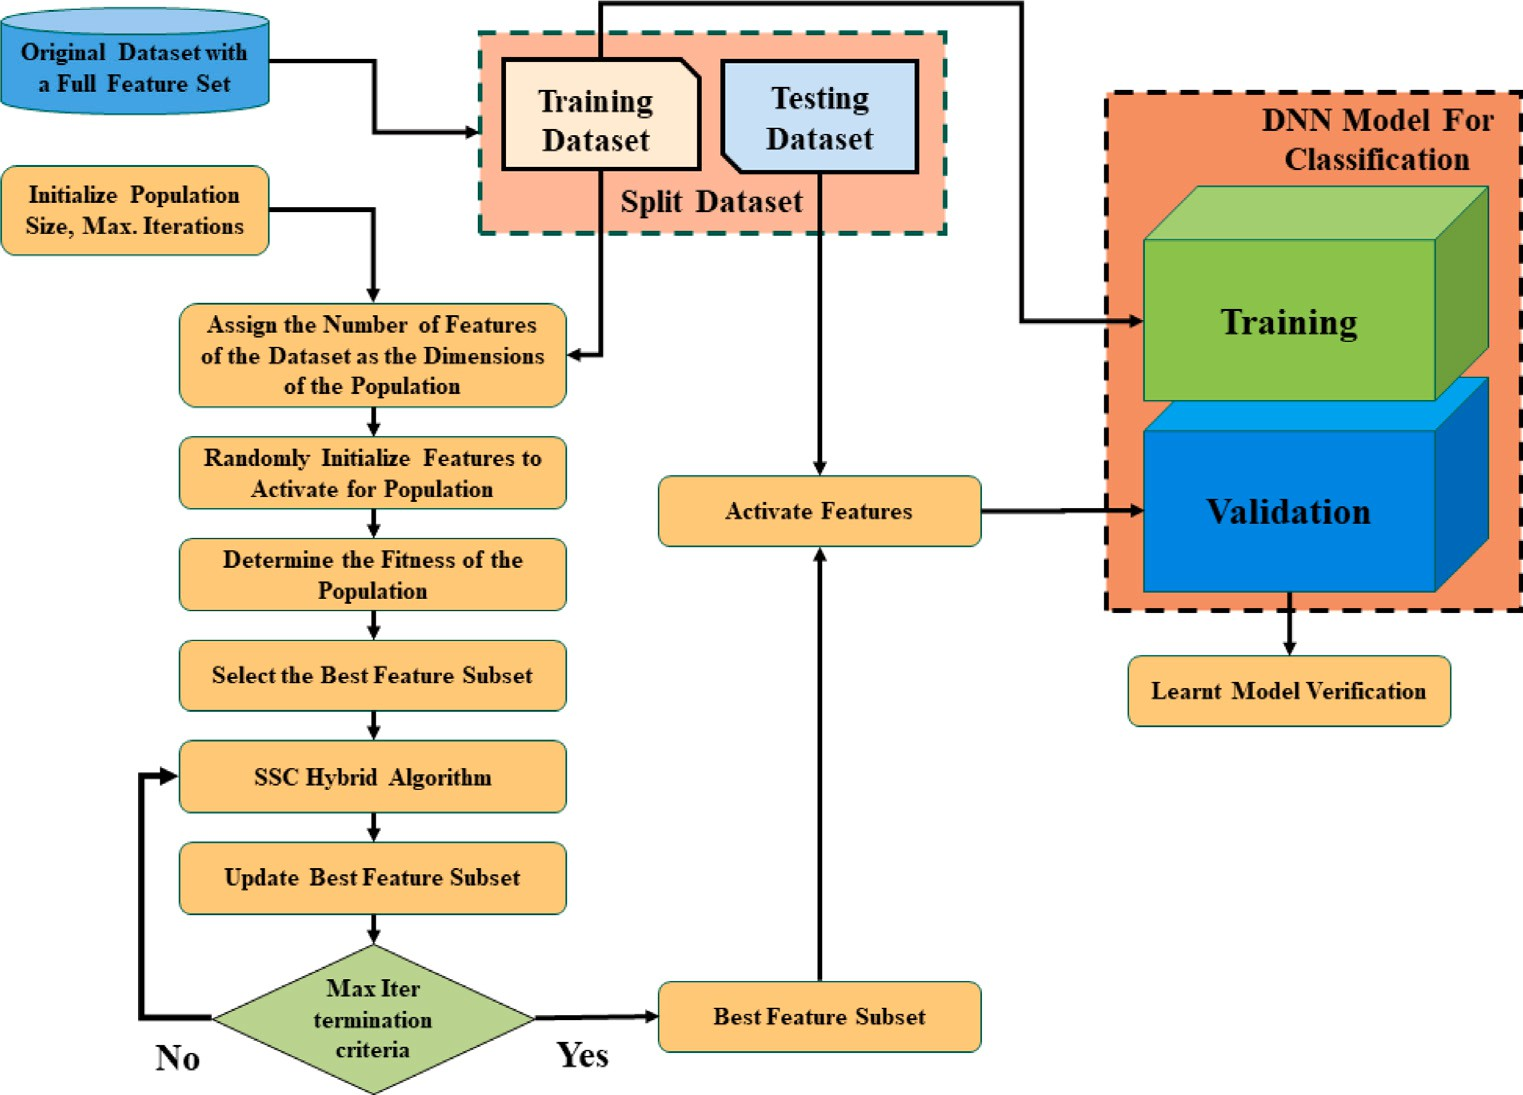 Original Dataset with
a Full Feature Set
Training
Dataset
Testing
Dataset
Split Dataset
DNN Model For
Classification
Training
Validation
Learnt Model Verification
Initialize Population
Size, Max. Iterations
Assign the Number of Features
of the Dataset as the Dimensions
of the Population
Randomly Initialize Features to
Activate for Population
Determine the Fitness of the
Population
Select the Best Feature Subset
SSC Hybrid Algorithm
Update Best Feature Subset
Max Iter
termination
criteria
No
Yes
Best Feature Subset
Activate Features